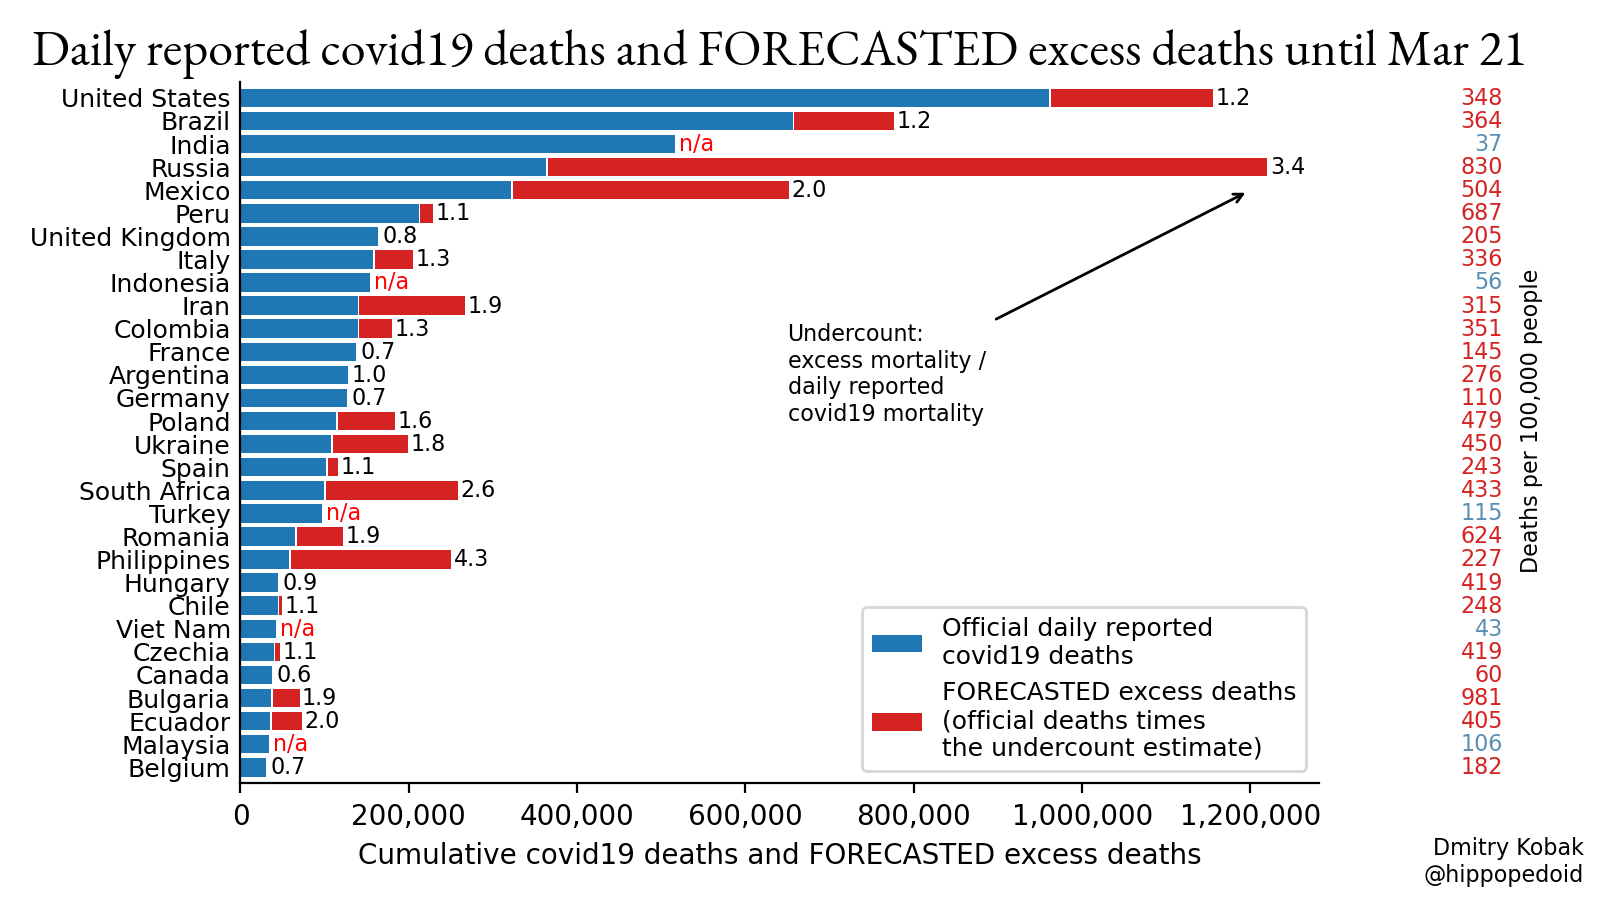 Daily reported covid19 deaths and FORECASTED excess deaths until Mar 21
United States 1.2 348
Brazil 1.2 364
India n/a 37
Russia 3.4 830
Mexico 2.0 504
Peru 1.1 687
United Kingdom 0.8 205
Italy 1.3 336
Indonesia n/a 56
Iran 1.9 315
Colombia 1.3 351
France 0.7 145
Argentina 1.0 276
Germany 0.7 110
Poland 1.6 479
Ukraine 1.8 450
Spain 1.1 243
South Africa 2.6 433
Turkey n/a 115
Romania 1.9 624
Philippines 4.3 227
Hungary 0.9 419
Chile 1.1 248
Viet Nam n/a 43
Czechia 1.1 419
Canada 0.6 60
Bulgaria 1.9 981
Ecuador 2.0 405
Malaysia n/a 106
Belgium 0.7 182
Undercount:
excess mortality /
daily reported
covid19 mortality
Deaths per 100,000 people
Official daily reported
covid19 deaths
FORECASTED excess deaths
(official deaths times
the undercount estimate)
0 200,000 400,000 600,000 800,000 1,000,000 1,200,000
Cumulative covid19 deaths and FORECASTED excess deaths
Dmitry Kobak
@hippopedoid